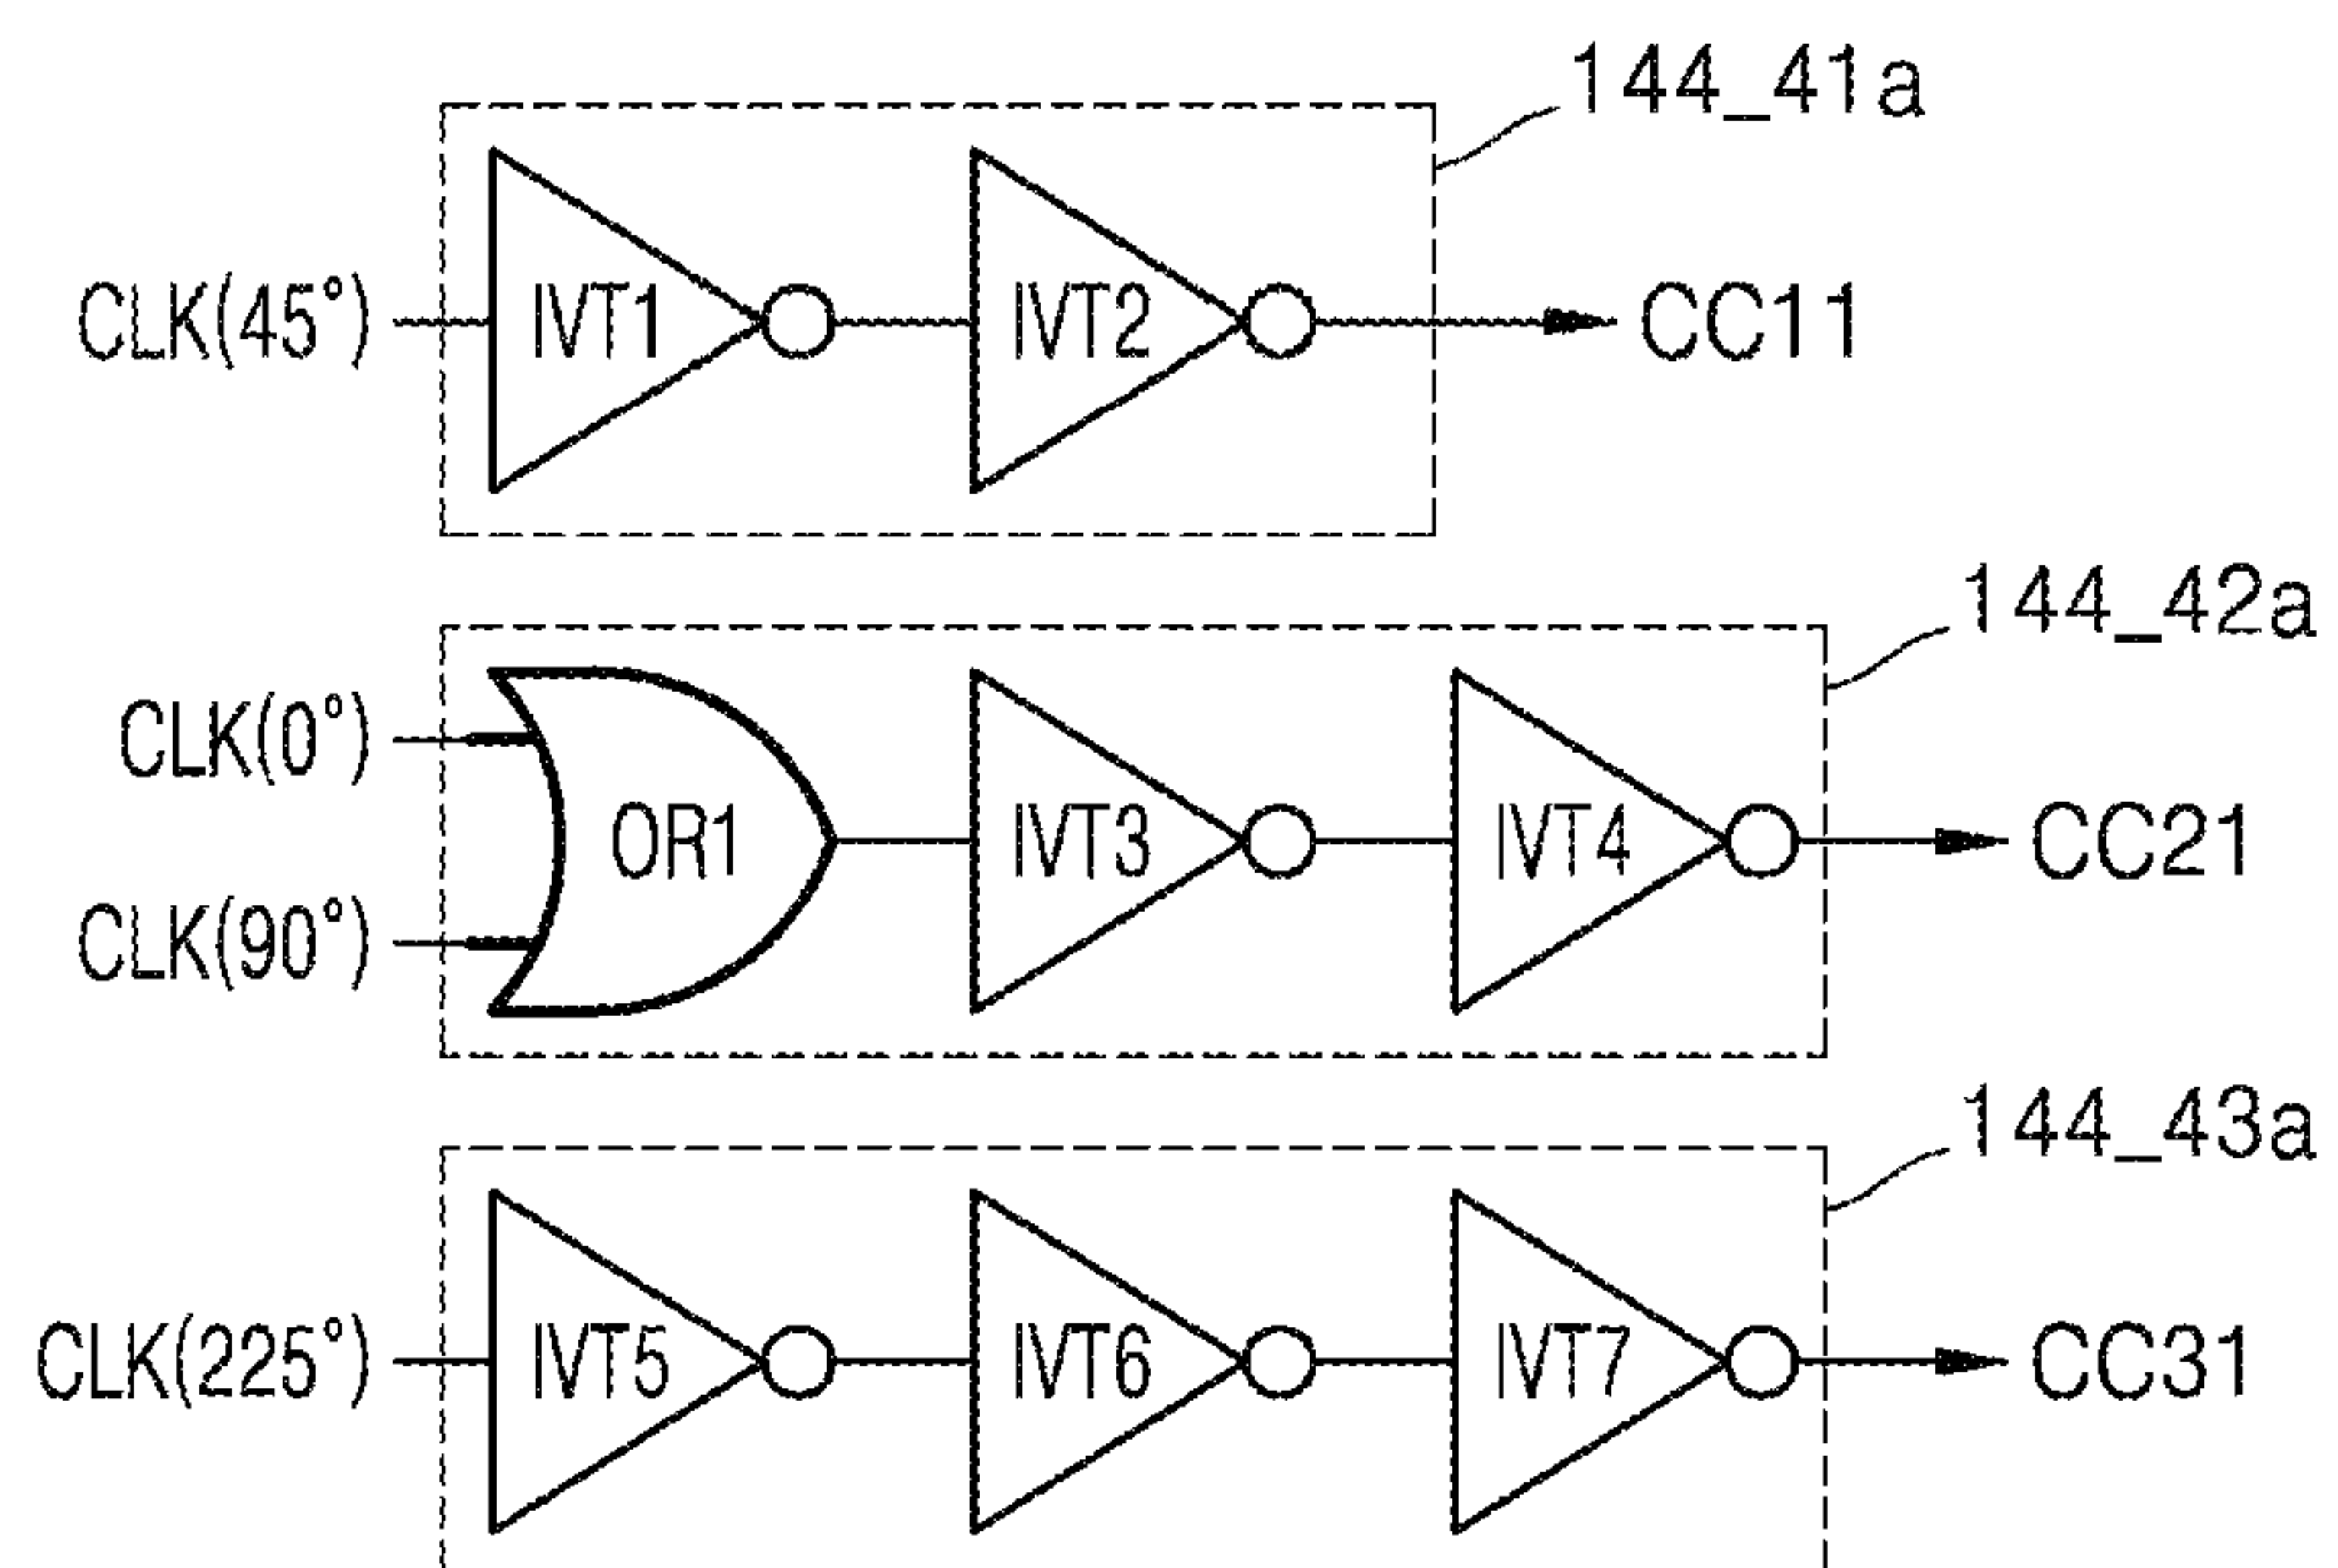 144_41a
CLK(45°)
IVT1
IVT2
CC11
144_42a
CLK(0°)
CLK(90°)
OR1
IVT3
IVT4
CC21
144_43a
CLK(225°)
IVT5
IVT6
IVT7
CC31